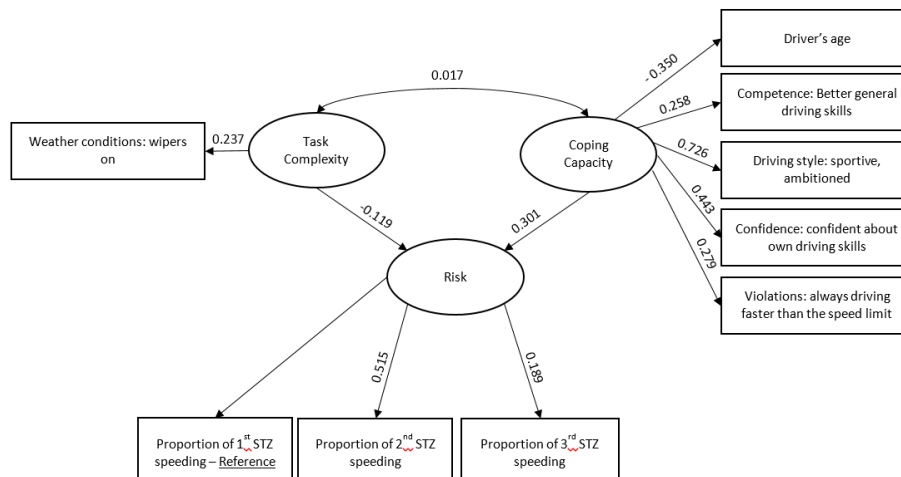 Driver's age
- 0.350
0.017
Competence: Better general
driving skills
0.258
Weather conditions: wipers
on
0.237
Task
Complexity
Coping
Capacity
0.726
Driving style: sportive,
ambitioned
0.443
Confidence: confident about
own driving skills
0.279
Violations: always driving
faster than the speed limit
-0.119
0.301
Risk
0.515
0.189
Proportion of 1st STZ
speeding – Reference
Proportion of 2nd STZ
speeding
Proportion of 3rd STZ
speeding